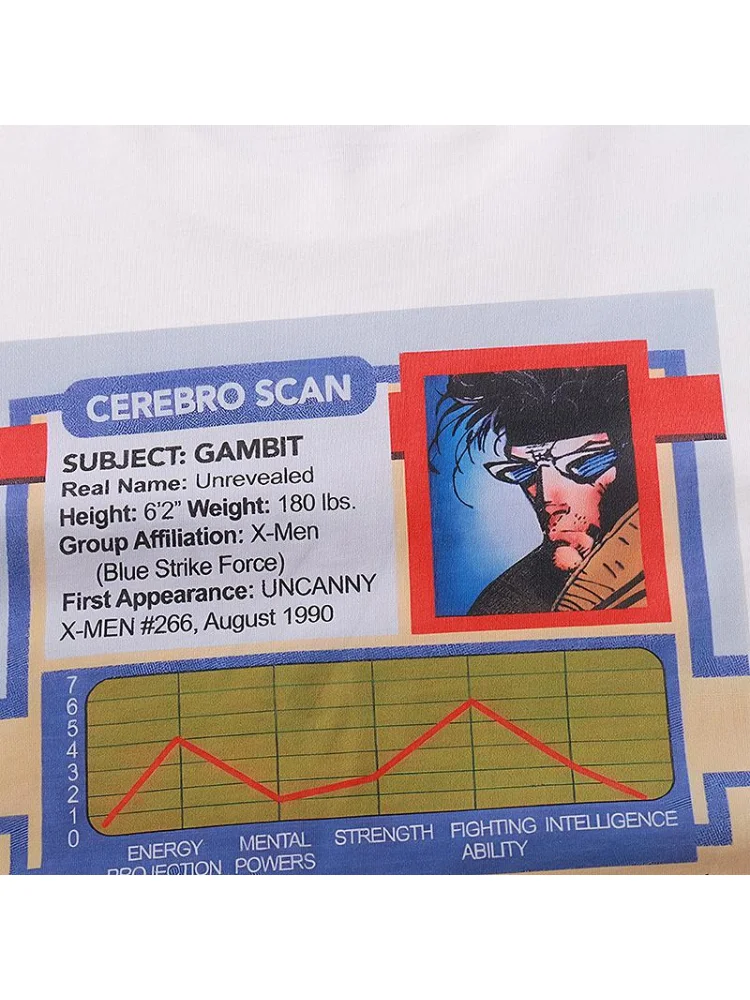 CEREBRO SCAN
SUBJECT: GAMBIT
Real Name: Unrevealed
Height: 6'2" Weight: 180 lbs.
Group Affiliation: X-Men
(Blue Strike Force)
First Appearance: UNCANNY
X-MEN #266, August 1990
7
6
5
4
3
2
1
0
ENERGY
PROJECTION
MENTAL
POWERS
STRENGTH
FIGHTING
ABILITY
INTELLIGENCE